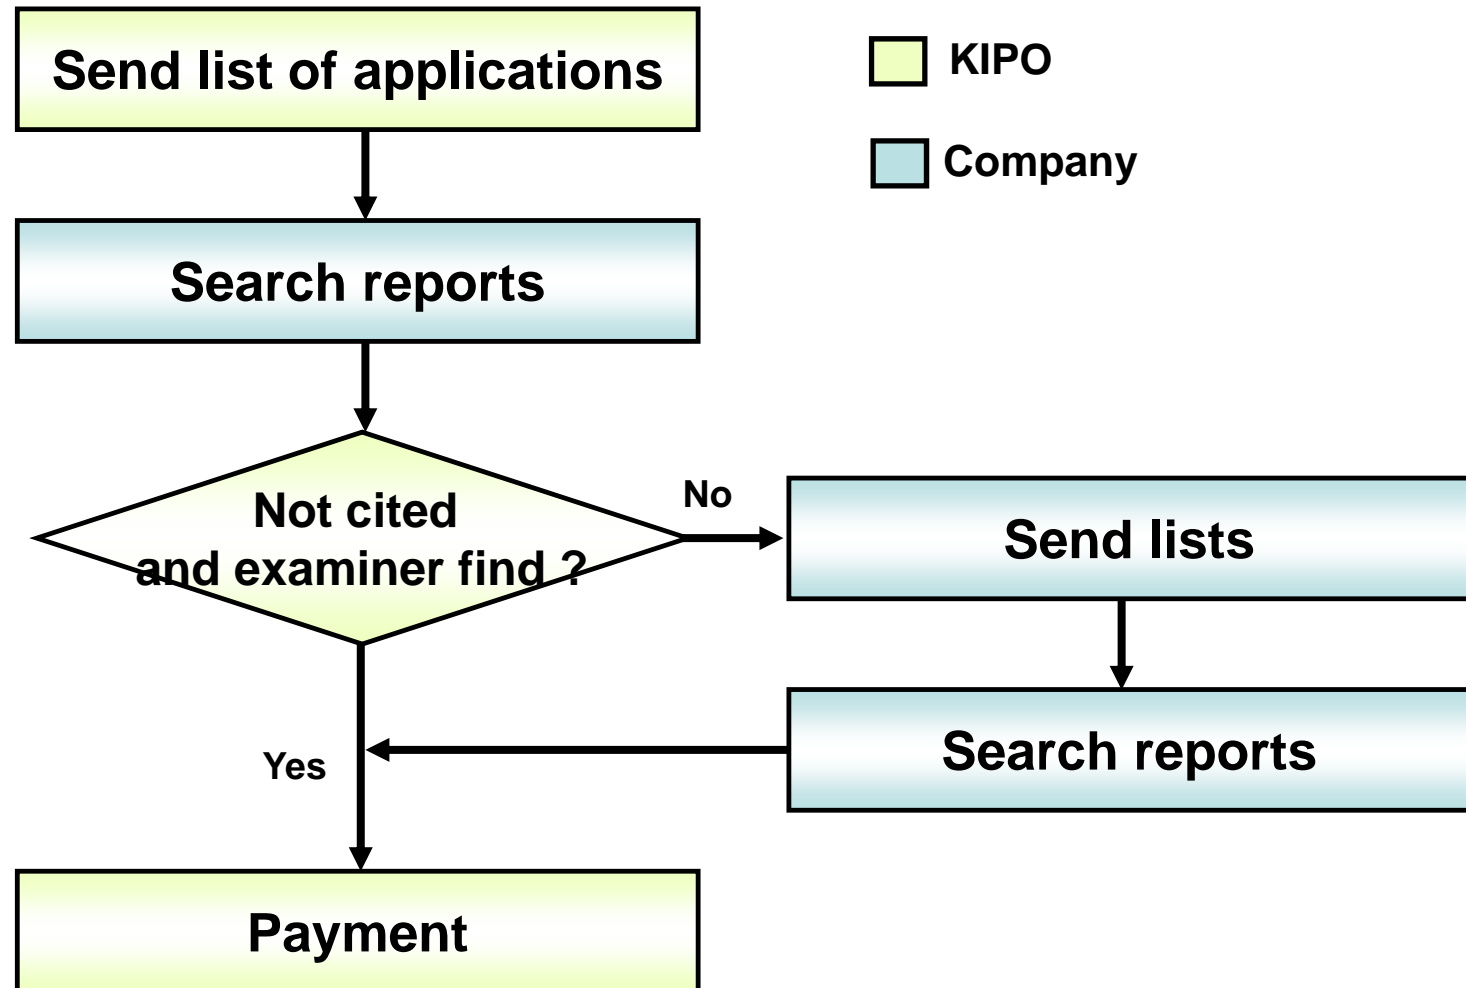 Send list of applications
KIPO
Company
Search reports
Not cited
and examiner find ?
No
Send lists
Search reports
Yes
Payment